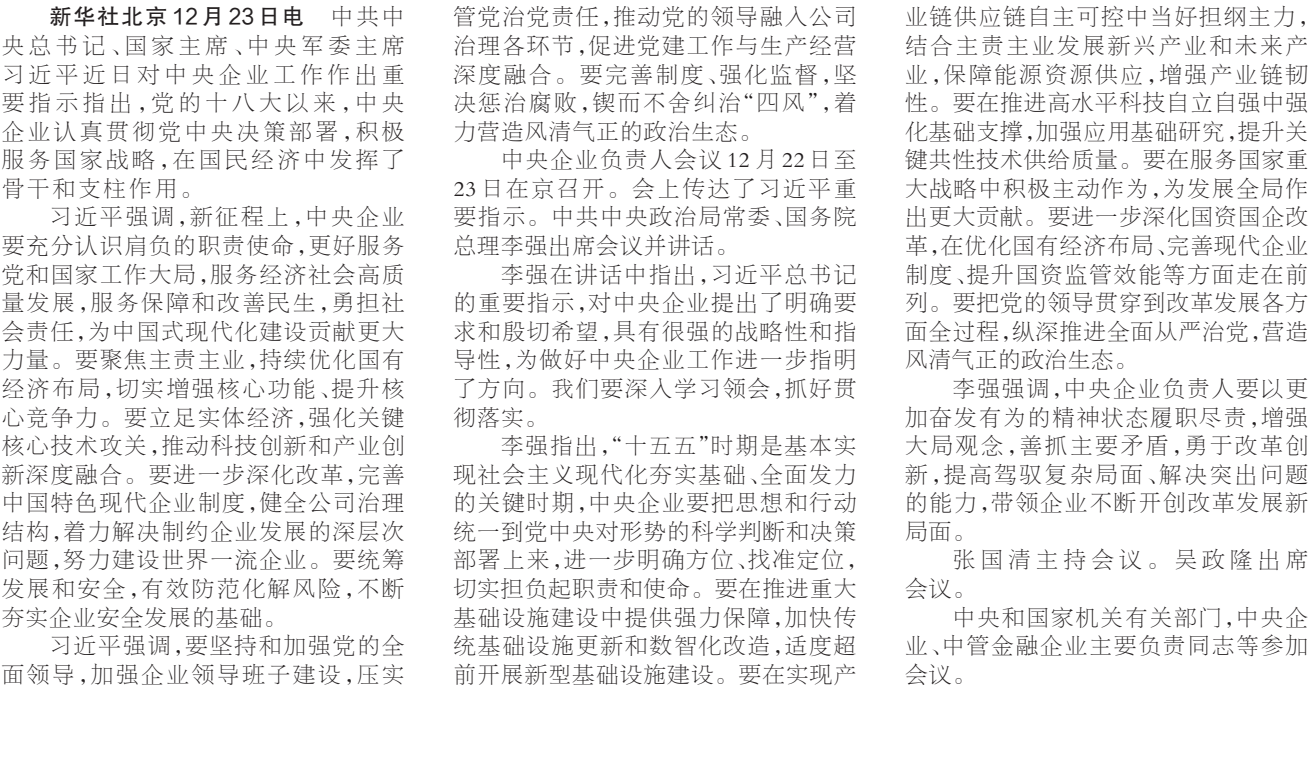 新华社北京12月23日电　中共中
央总书记、国家主席、中央军委主席
习近平近日对中央企业工作作出重
要指示指出，党的十八大以来，中央
企业认真贯彻党中央决策部署，积极
服务国家战略，在国民经济中发挥了
骨干和支柱作用。
习近平强调，新征程上，中央企业
要充分认识肩负的职责使命，更好服务
党和国家工作大局，服务经济社会高质
量发展，服务保障和改善民生，勇担社
会责任，为中国式现代化建设贡献更大
力量。要聚焦主责主业，持续优化国有
经济布局，切实增强核心功能、提升核
心竞争力。要立足实体经济，强化关键
核心技术攻关，推动科技创新和产业创
新深度融合。要进一步深化改革，完善
中国特色现代企业制度，健全公司治理
结构，着力解决制约企业发展的深层次
问题，努力建设世界一流企业。要统筹
发展和安全，有效防范化解风险，不断
夯实企业安全发展的基础。
习近平强调，要坚持和加强党的全
面领导，加强企业领导班子建设，压实
管党治党责任，推动党的领导融入公司
治理各环节，促进党建工作与生产经营
深度融合。要完善制度、强化监督，坚
决惩治腐败，锲而不舍纠治“四风”，着
力营造风清气正的政治生态。
中央企业负责人会议12月22日至
23日在京召开。会上传达了习近平重
要指示。中共中央政治局常委、国务院
总理李强出席会议并讲话。
李强在讲话中指出，习近平总书记
的重要指示，对中央企业提出了明确要
求和殷切希望，具有很强的战略性和指
导性，为做好中央企业工作进一步指明
了方向。我们要深入学习领会，抓好贯
彻落实。
李强指出，“十五五”时期是基本实
现社会主义现代化夯实基础、全面发力
的关键时期，中央企业要把思想和行动
统一到党中央对形势的科学判断和决策
部署上来，进一步明确方位、找准定位，
切实担负起职责和使命。要在推进重大
基础设施建设中提供强力保障，加快传
统基础设施更新和数智化改造，适度超
前开展新型基础设施建设。要在实现产
业链供应链自主可控中当好担纲主力，
结合主责主业发展新兴产业和未来产
业，保障能源资源供应，增强产业链韧
性。要在推进高水平科技自立自强中强
化基础支撑，加强应用基础研究，提升关
键共性技术供给质量。要在服务国家重
大战略中积极主动作为，为发展全局作
出更大贡献。要进一步深化国资国企改
革，在优化国有经济布局、完善现代企业
制度、提升国资监管效能等方面走在前
列。要把党的领导贯穿到改革发展各方
面全过程，纵深推进全面从严治党，营造
风清气正的政治生态。
李强强调，中央企业负责人要以更
加奋发有为的精神状态履职尽责，增强
大局观念，善抓主要矛盾，勇于改革创
新，提高驾驭复杂局面、解决突出问题
的能力，带领企业不断开创改革发展新
局面。
张国清主持会议。吴政隆出席
会议。
中央和国家机关有关部门，中央企
业、中管金融企业主要负责同志等参加
会议。